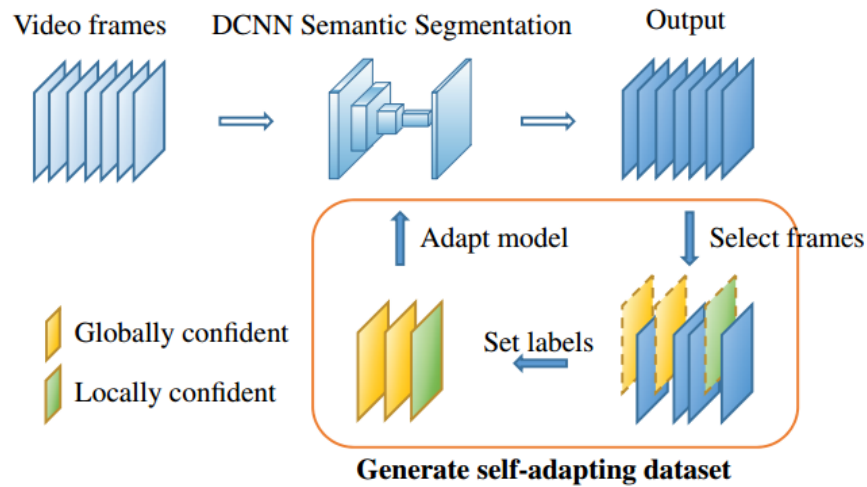 Video frames
DCNN Semantic Segmentation
Output
Adapt model
Select frames
Globally confident
Set labels
Locally confident
Generate self-adapting dataset